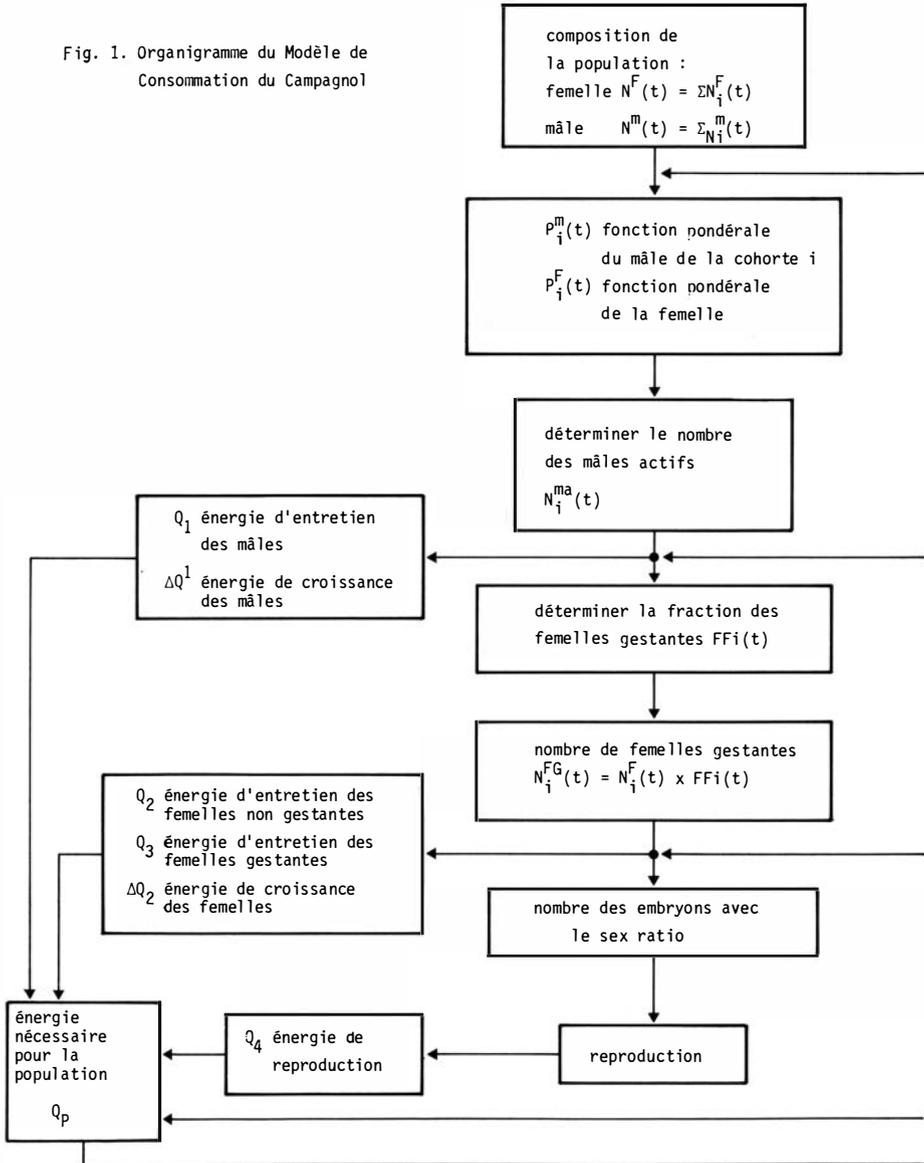 Fig. 1. Organigramme du Modèle de
Consommation du Campagnol
composition de
la population :
femelle N^F(t) = ΣN_i^F(t)
mâle N^m(t) = Σ_Ni^m(t)
P_i^m(t) fonction pondérale
du mâle de la cohorte i
P_i^F(t) fonction pondérale
de la femelle
déterminer le nombre
des mâles actifs
N_i^ma(t)
Q_1 énergie d'entretien
des mâles
ΔQ^1 énergie de croissance
des mâles
déterminer la fraction des
femelles gestantes FFi(t)
nombre de femelles gestantes
N_i^FG(t) = N_i^F(t) x FFi(t)
Q_2 énergie d'entretien des
femelles non gestantes
Q_3 énergie d'entretien des
femelles gestantes
ΔQ_2 énergie de croissance
des femelles
nombre des embryons avec
le sex ratio
énergie
nécessaire
pour la
population
Q_P
Q_4 énergie de
reproduction
reproduction